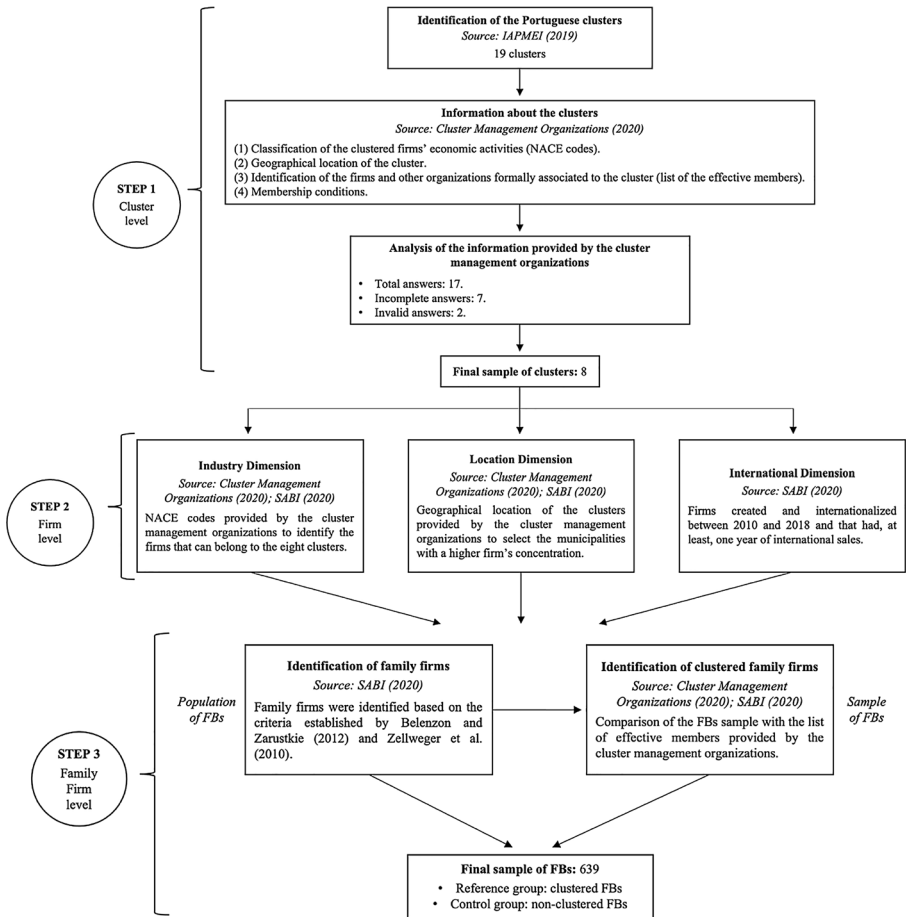 Identification of the Portuguese clusters
Source: IAPMEI (2019)
19 clusters
Information about the clusters
Source: Cluster Management Organizations (2020)
(1) Classification of the clustered firms' economic activities (NACE codes).
(2) Geographical location of the cluster.
(3) Identification of the firms and other organizations formally associated to the cluster (list of the effective members).
(4) Membership conditions.
STEP 1
Cluster
level
Analysis of the information provided by the cluster
management organizations
• Total answers: 17.
• Incomplete answers: 7.
• Invalid answers: 2.
Final sample of clusters: 8
STEP 2
Firm
level
Industry Dimension
Source: Cluster Management
Organizations (2020); SABI (2020)
NACE codes provided by the cluster
management organizations to identify the
firms that can belong to the eight clusters.
Location Dimension
Source: Cluster Management
Organizations (2020); SABI (2020)
Geographical location of the clusters
provided by the cluster management
organizations to select the municipalities
with a higher firm's concentration.
International Dimension
Source: SABI (2020)
Firms created and internationalized
between 2010 and 2018 and that had, at
least, one year of international sales.
STEP 3
Family
Firm
level
Population
of FBs
Identification of family firms
Source: SABI (2020)
Family firms were identified based on the
criteria established by Belenzon and
Zarustkie (2012) and Zellweger et al.
(2010).
Identification of clustered family firms
Source: Cluster Management
Organizations (2020); SABI (2020)
Comparison of the FBs sample with the list
of effective members provided by the
cluster management organizations.
Sample
of FBs
Final sample of FBs: 639
• Reference group: clustered FBs
• Control group: non-clustered FBs